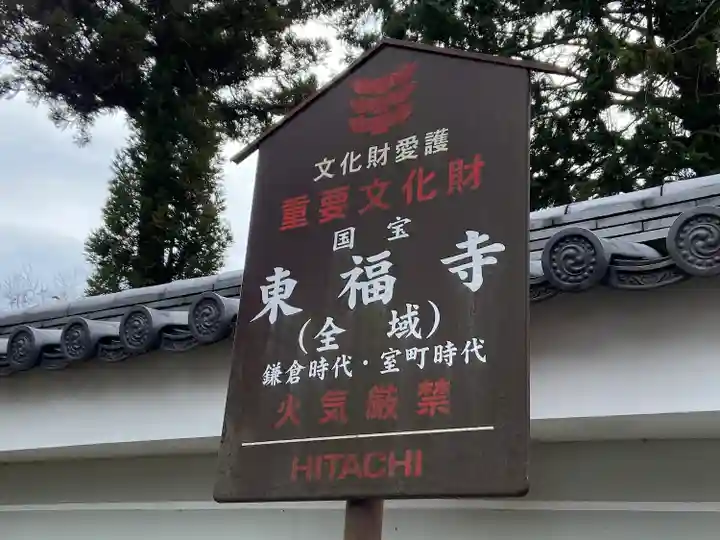 文化財愛護
重要文化財
国宝
東福寺
(全域)
鎌倉時代・室町時代
火気厳禁
HITACHI